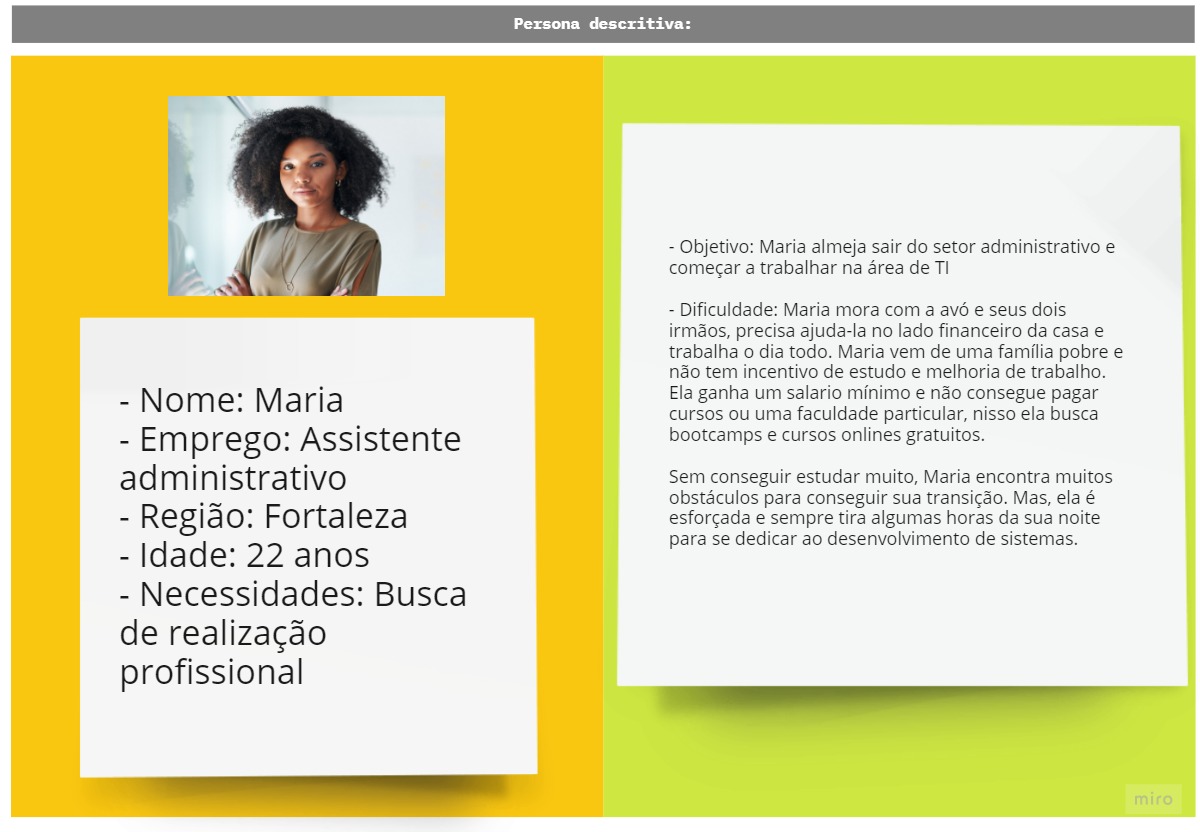 Persona descritiva:
- Nome: Maria
- Emprego: Assistente
administrativo
- Região: Fortaleza
- Idade: 22 anos
- Necessidades: Busca
de realização
profissional
- Objetivo: Maria almeja sair do setor administrativo e
começar a trabalhar na área de TI
- Dificuldade: Maria mora com a avó e seus dois
irmãos, precisa ajuda-la no lado financeiro da casa e
trabalha o dia todo. Maria vem de uma família pobre e
não tem incentivo de estudo e melhoria de trabalho.
Ela ganha um salario mínimo e não consegue pagar
cursos ou uma faculdade particular, nisso ela busca
bootcamps e cursos onlines gratuitos.
Sem conseguir estudar muito, Maria encontra muitos
obstáculos para conseguir sua transição. Mas, ela é
esforçada e sempre tira algumas horas da sua noite
para se dedicar ao desenvolvimento de sistemas.
miro